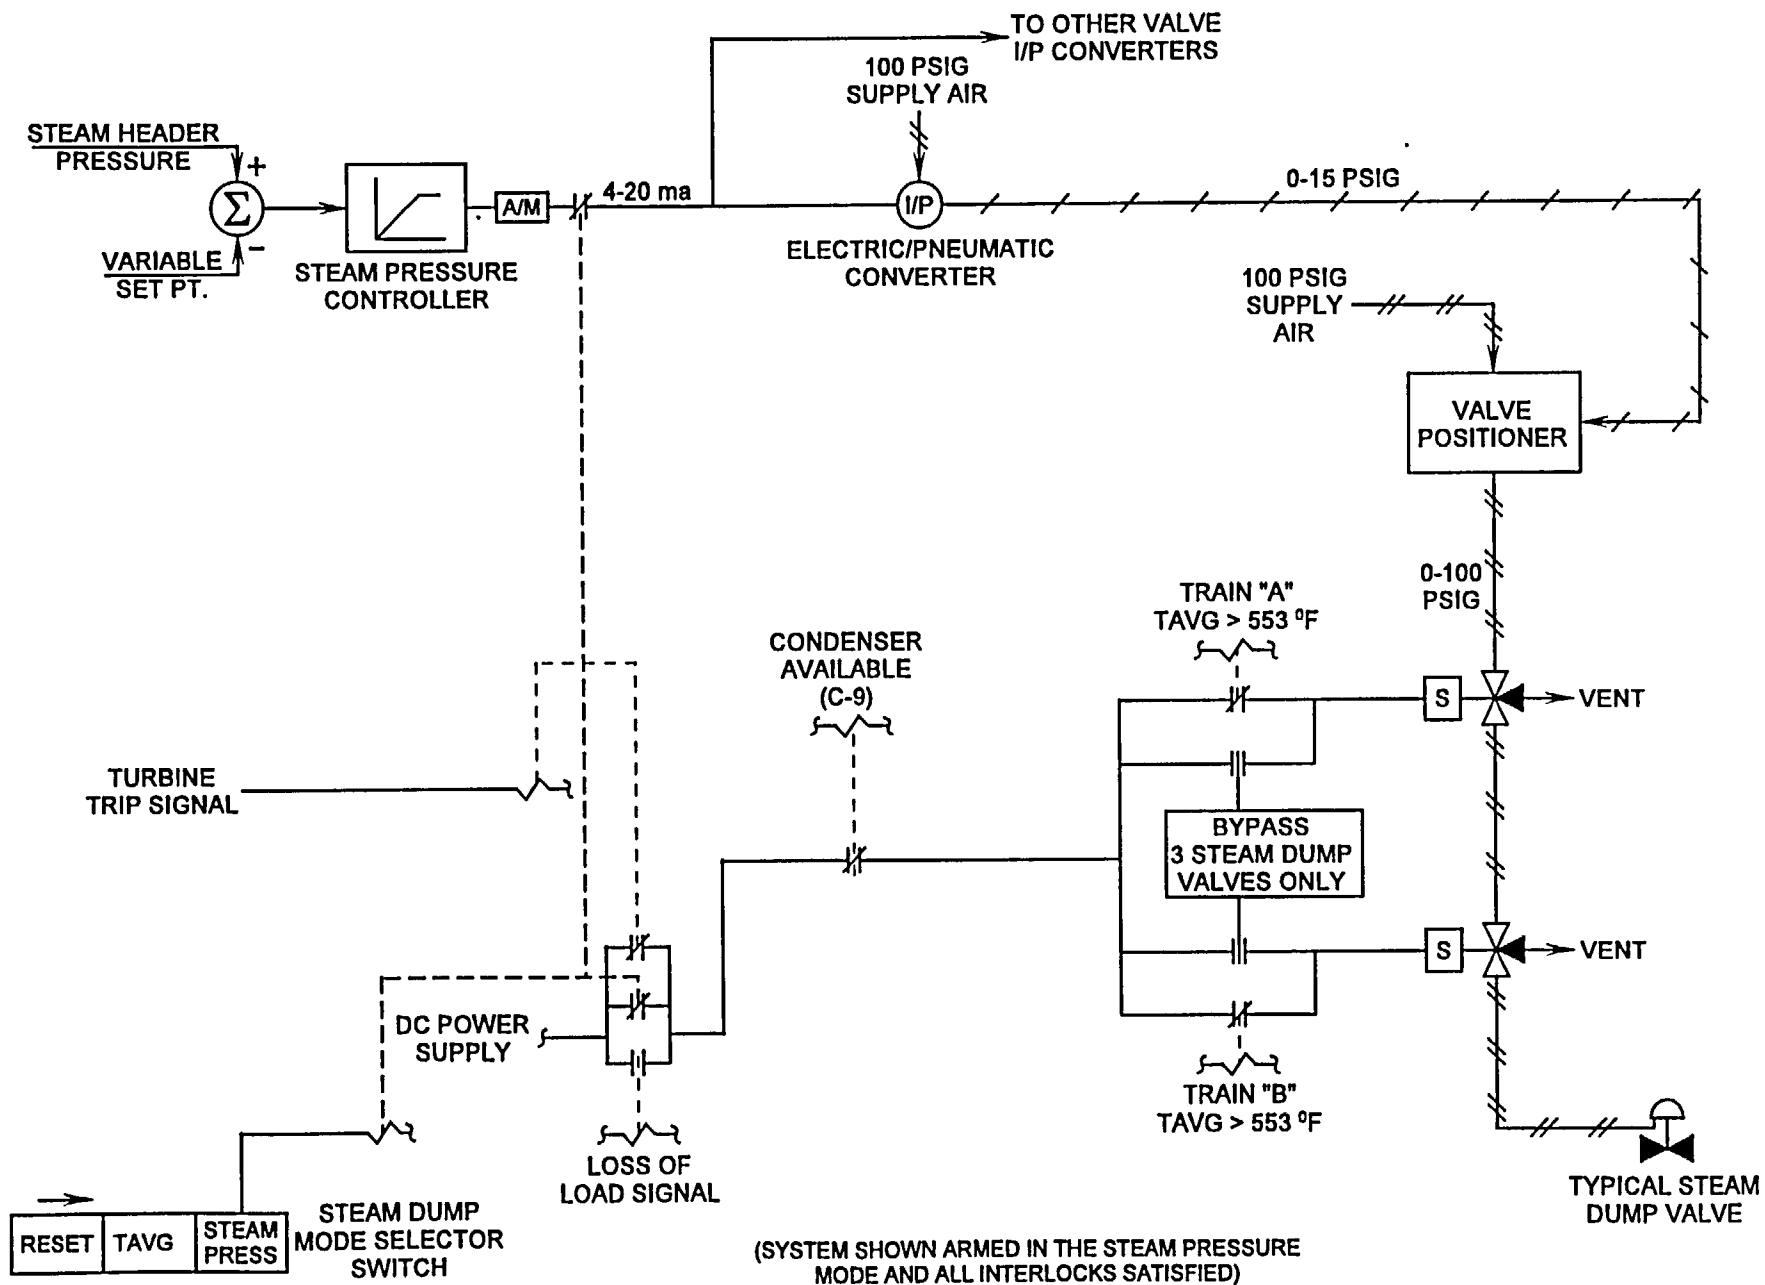 TO OTHER VALVE
I/P CONVERTERS
100 PSIG
SUPPLY AIR
STEAM HEADER
PRESSURE
+
Σ
−
VARIABLE
SET PT.
STEAM PRESSURE
CONTROLLER
A/M
4-20 ma
I/P
ELECTRIC/PNEUMATIC
CONVERTER
0-15 PSIG
100 PSIG
SUPPLY
AIR
VALVE
POSITIONER
0-100
PSIG
TRAIN "A"
TAVG > 553 ⁰F
CONDENSER
AVAILABLE
(C-9)
S
VENT
TURBINE
TRIP SIGNAL
BYPASS
3 STEAM DUMP
VALVES ONLY
S
VENT
DC POWER
SUPPLY
TRAIN "B"
TAVG > 553 ⁰F
LOSS OF
LOAD SIGNAL
TYPICAL STEAM
DUMP VALVE
RESET
TAVG
STEAM
PRESS
STEAM DUMP
MODE SELECTOR
SWITCH
(SYSTEM SHOWN ARMED IN THE STEAM PRESSURE
MODE AND ALL INTERLOCKS SATISFIED)